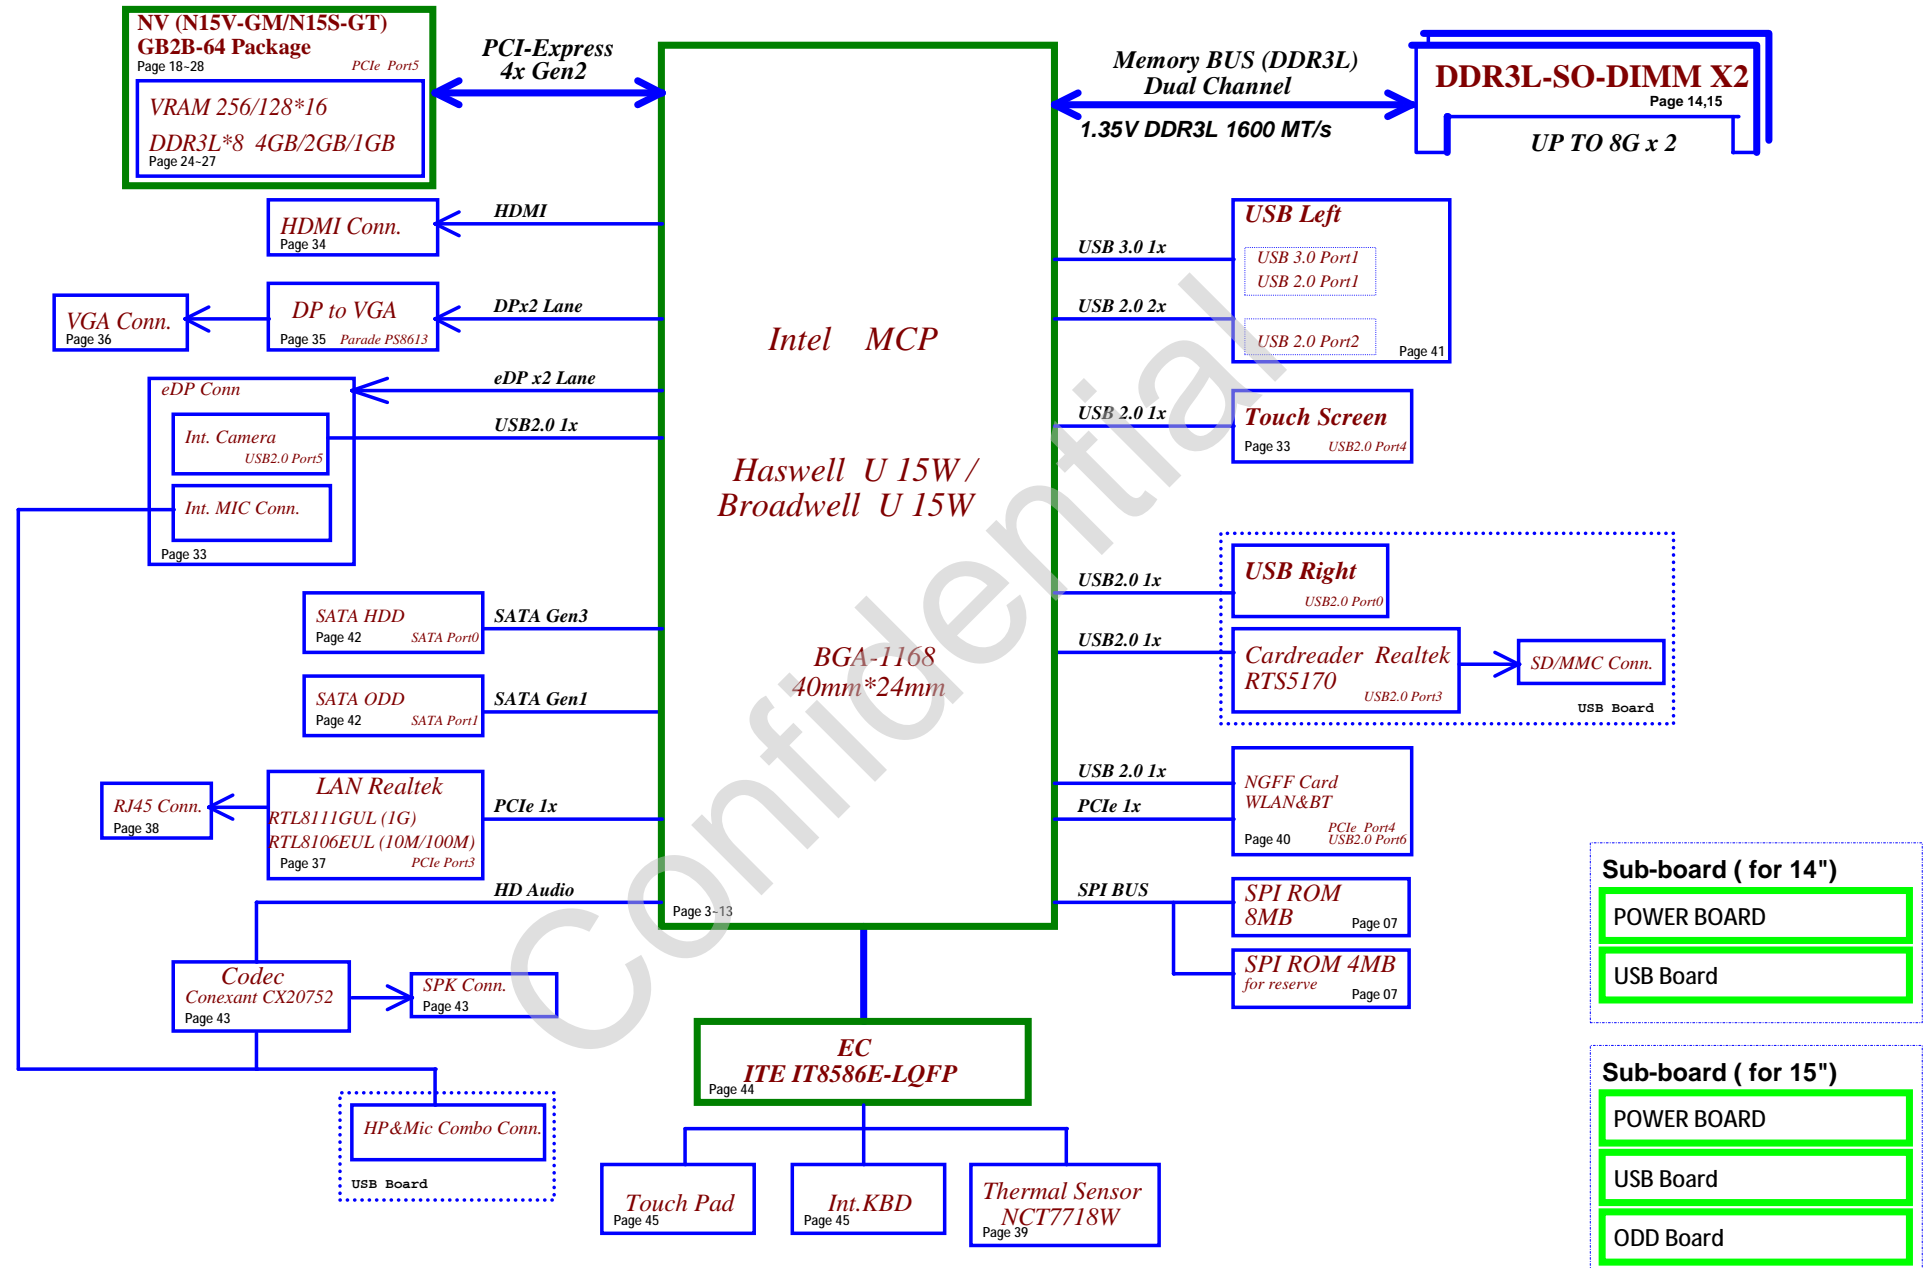 NV (N15V-GM/N15S-GT)
GB2B-64 Package
Page 18~28
PCIe Port5
VRAM 256/128*16
DDR3L*8 4GB/2GB/1GB
Page 24~27
PCI-Express
4x Gen2
Memory BUS (DDR3L)
Dual Channel
1.35V DDR3L 1600 MT/s
DDR3L-SO-DIMM X2
Page 14,15
UP TO 8G x 2
HDMI Conn.
Page 34
HDMI
VGA Conn.
Page 36
DP to VGA
Page 35
Parade PS8613
DPx2 Lane
eDP Conn
eDP x2 Lane
Int. Camera
USB2.0 Port5
USB2.0 1x
Int. MIC Conn.
Page 33
SATA HDD
Page 42
SATA Port0
SATA Gen3
SATA ODD
Page 42
SATA Port1
SATA Gen1
RJ45 Conn.
Page 38
LAN Realtek
RTL8111GUL (1G)
RTL8106EUL (10M/100M)
Page 37
PCIe Port3
PCIe 1x
HD Audio
Codec
Conexant CX20752
Page 43
SPK Conn.
Page 43
HP&Mic Combo Conn.
USB Board
Intel MCP
Haswell U 15W /
Broadwell U 15W
BGA-1168
40mm*24mm
Page 3~13
Confidential
EC
ITE IT8586E-LQFP
Page 44
Touch Pad
Page 45
Int.KBD
Page 45
Thermal Sensor
NCT7718W
Page 39
USB 3.0 1x
USB 2.0 2x
USB Left
USB 3.0 Port1
USB 2.0 Port1
USB 2.0 Port2
Page 41
USB 2.0 1x
Touch Screen
Page 33
USB2.0 Port4
USB2.0 1x
USB Right
USB2.0 Port0
USB2.0 1x
Cardreader Realtek
RTS5170
USB2.0 Port3
SD/MMC Conn.
USB Board
USB 2.0 1x
PCIe 1x
NGFF Card
WLAN&BT
PCIe Port4
Page 40
USB2.0 Port6
SPI BUS
SPI ROM
8MB
Page 07
SPI ROM 4MB
for reserve
Page 07
Sub-board ( for 14")
POWER BOARD
USB Board
Sub-board ( for 15")
POWER BOARD
USB Board
ODD Board